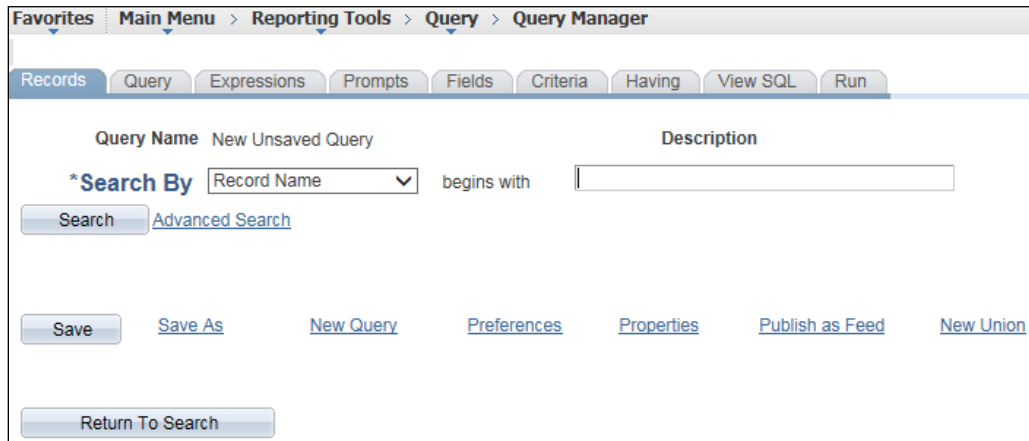 Favorites Main Menu > Reporting Tools > Query > Query Manager
Records Query Expressions Prompts Fields Criteria Having View SQL Run
Query Name New Unsaved Query Description
*Search By Record Name begins with
Search Advanced Search
Save Save As New Query Preferences Properties Publish as Feed New Union
Return To Search